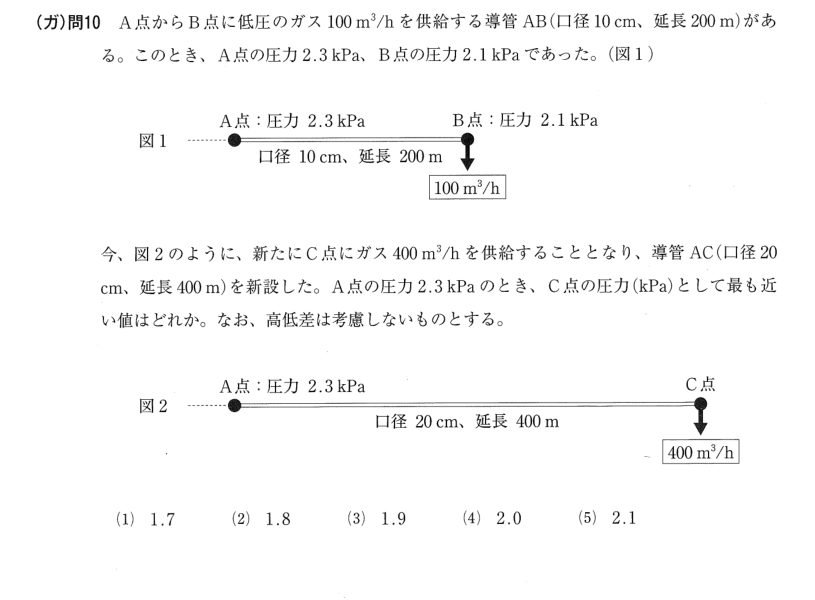 (ガ)問10 A点からB点に低圧のガス 100 m³/h を供給する導管 AB(口径 10 cm、延長 200 m)があ
る。このとき、A点の圧力 2.3 kPa、B点の圧力 2.1 kPa であった。(図1)
A点：圧力 2.3 kPa B点：圧力 2.1 kPa
図1
口径 10 cm、延長 200 m
100 m³/h
今、図2のように、新たにC点にガス 400 m³/h を供給することとなり、導管 AC(口径 20
cm、延長 400 m)を新設した。A点の圧力 2.3 kPa のとき、C点の圧力(kPa)として最も近
い値はどれか。なお、高低差は考慮しないものとする。
A点：圧力 2.3 kPa C点
図2
口径 20 cm、延長 400 m
400 m³/h
(1) 1.7 (2) 1.8 (3) 1.9 (4) 2.0 (5) 2.1